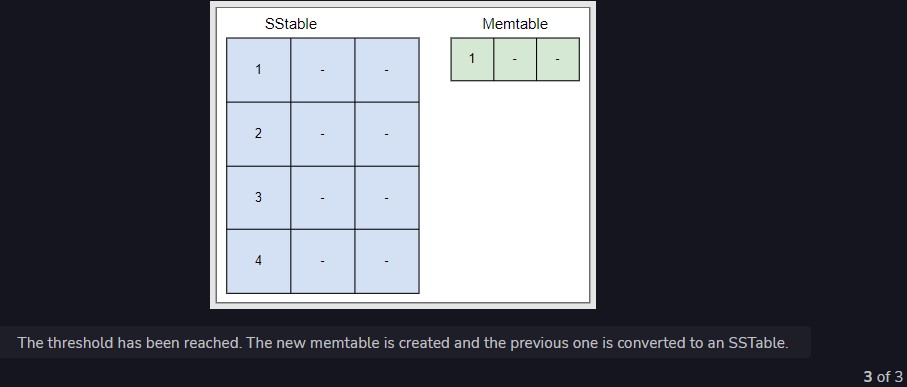 SStable Memtable
1 - - 1 - -
2 - -
3 - -
4 - -
The threshold has been reached. The new memtable is created and the previous one is converted to an SSTable.
3 of 3